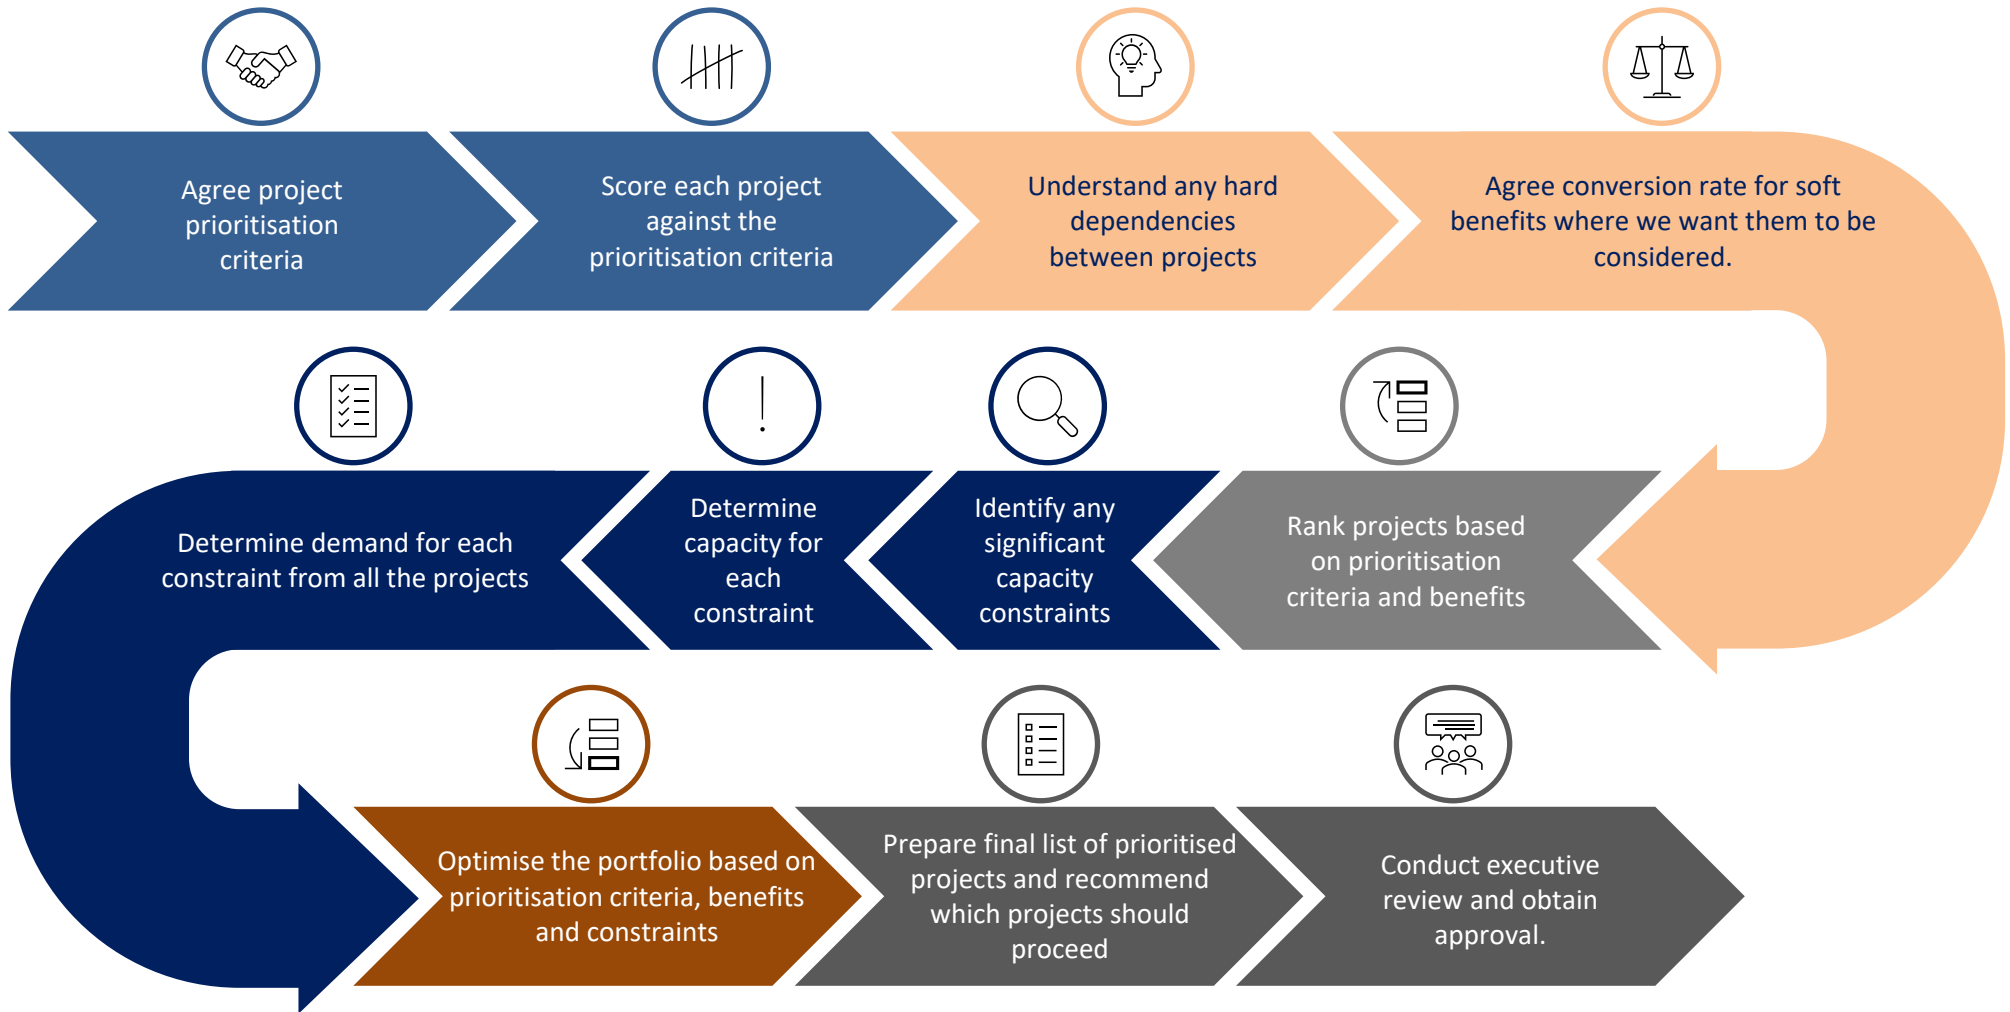 Agree project
prioritisation
criteria
Score each project
against the
prioritisation criteria
Understand any hard
dependencies
between projects
Agree conversion rate for soft
benefits where we want them to be
considered.
Rank projects based
on prioritisation
criteria and benefits
Identify any
significant
capacity
constraints
Determine
capacity for
each
constraint
Determine demand for each
constraint from all the projects
Optimise the portfolio based on
prioritisation criteria, benefits
and constraints
Prepare final list of prioritised
projects and recommend
which projects should
proceed
Conduct executive
review and obtain
approval.